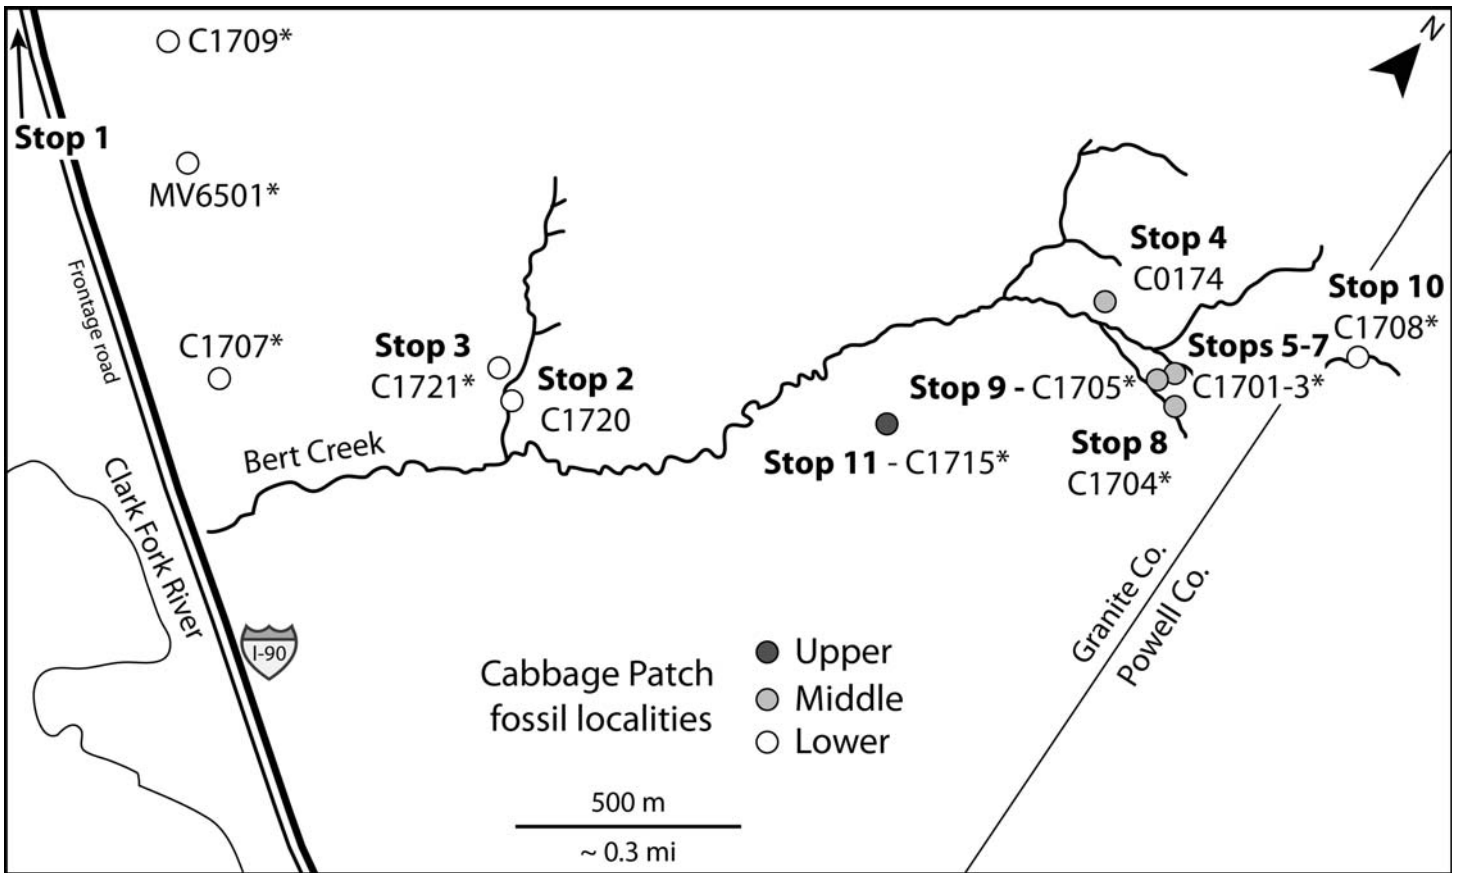 N
C1709*
Stop 1
MV6501*
Frontage road
C1707*
Stop 3
C1721*
Stop 2
C1720
Bert Creek
Stop 4
C0174
Stop 10
C1708*
Stops 5-7
C1701-3*
Stop 9 - C1705*
Stop 8
C1704*
Stop 11 - C1715*
Clark Fork River
I-90
Granite Co.
Powell Co.
Cabbage Patch
fossil localities
Upper
Middle
Lower
500 m
~ 0.3 mi